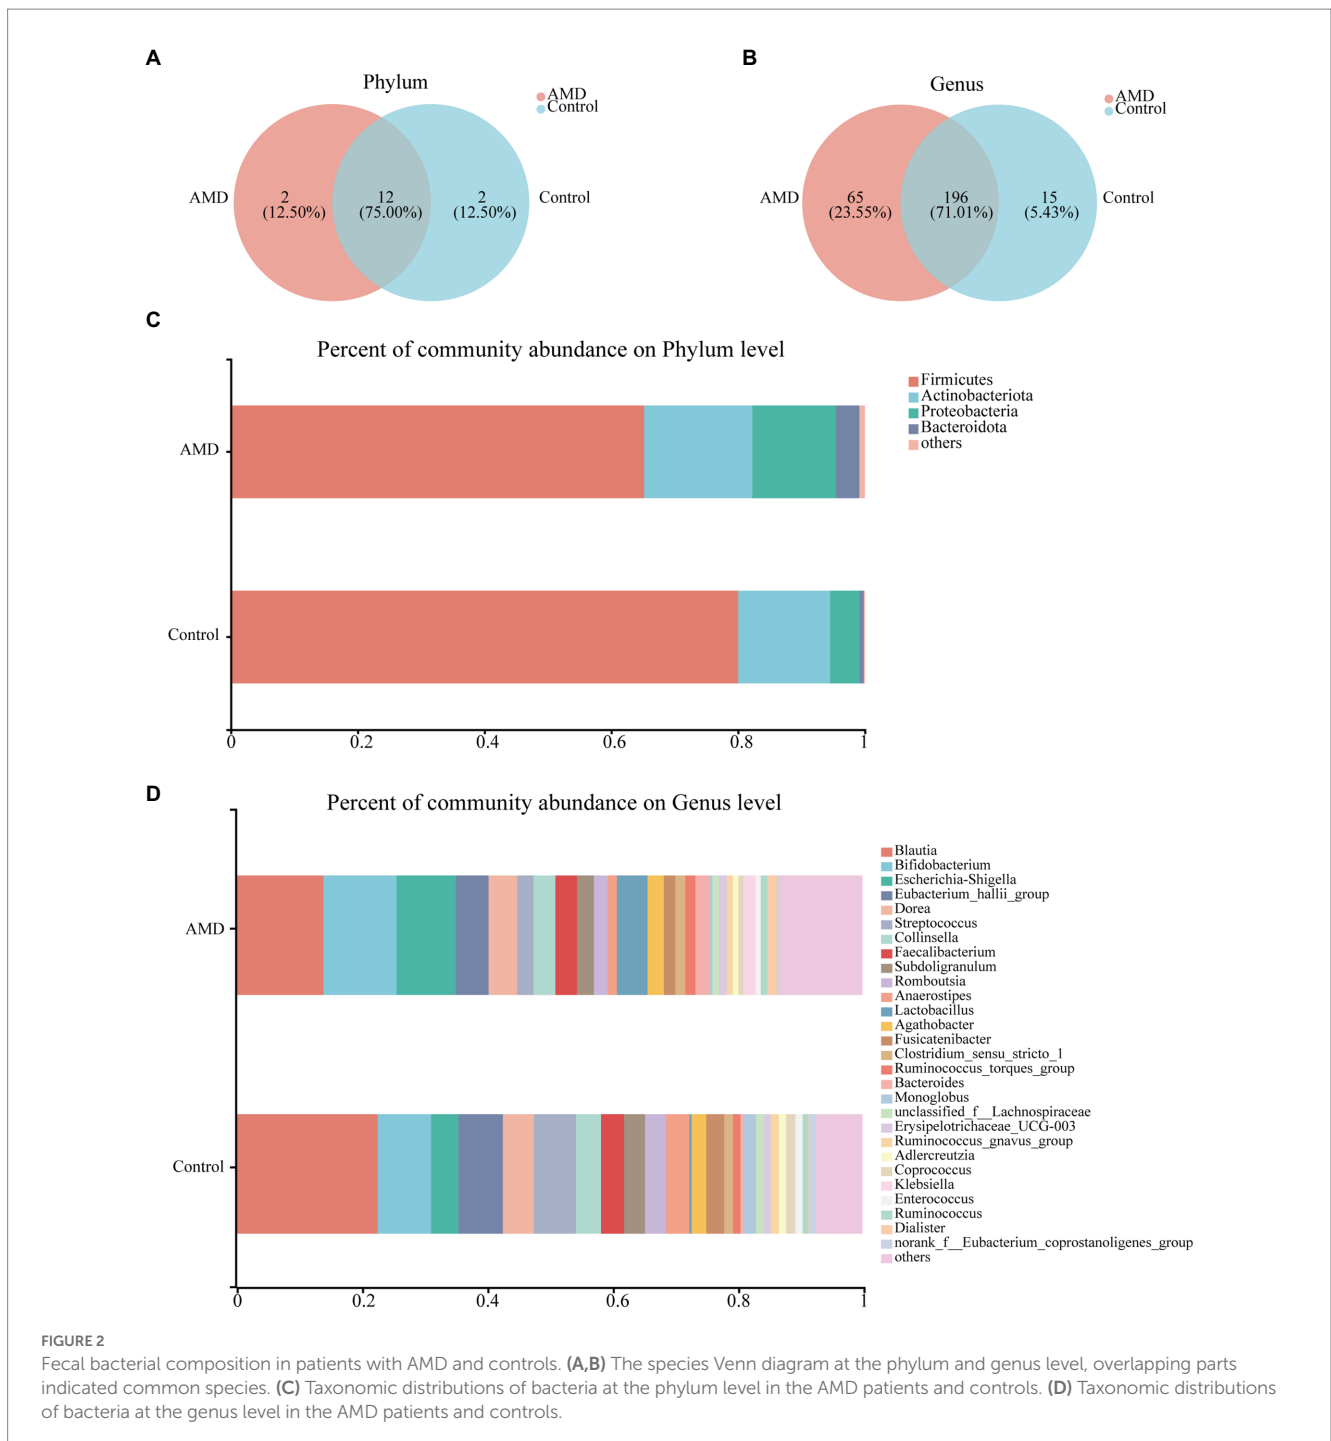 A
Phylum
AMD
Control
AMD
2
(12.50%)
12
(75.00%)
2
(12.50%)
Control
B
Genus
AMD
Control
AMD
65
(23.55%)
196
(71.01%)
15
(5.43%)
Control
C
Percent of community abundance on Phylum level
AMD
Control
0 0.2 0.4 0.6 0.8 1
Firmicutes
Actinobacteriota
Proteobacteria
Bacteroidota
others
D
Percent of community abundance on Genus level
AMD
Control
0 0.2 0.4 0.6 0.8 1
Blautia
Bifidobacterium
Escherichia-Shigella
Eubacterium_hallii_group
Dorea
Streptococcus
Collinsella
Faecalibacterium
Subdoligranulum
Romboutsia
Anaerostipes
Lactobacillus
Agathobacter
Fusicatenibacter
Clostridium_sensu_stricto_1
Ruminococcus_torques_group
Bacteroides
Monoglobus
unclassified_f__Lachnospiraceae
Erysipelotrichaceae_UCG-003
Ruminococcus_gnavus_group
Adlercreutzia
Coprococcus
Klebsiella
Enterococcus
Ruminococcus
Dialister
norank_f__Eubacterium_coprostanoligenes_group
others
FIGURE 2
Fecal bacterial composition in patients with AMD and controls. (A,B) The species Venn diagram at the phylum and genus level, overlapping parts
indicated common species. (C) Taxonomic distributions of bacteria at the phylum level in the AMD patients and controls. (D) Taxonomic distributions
of bacteria at the genus level in the AMD patients and controls.